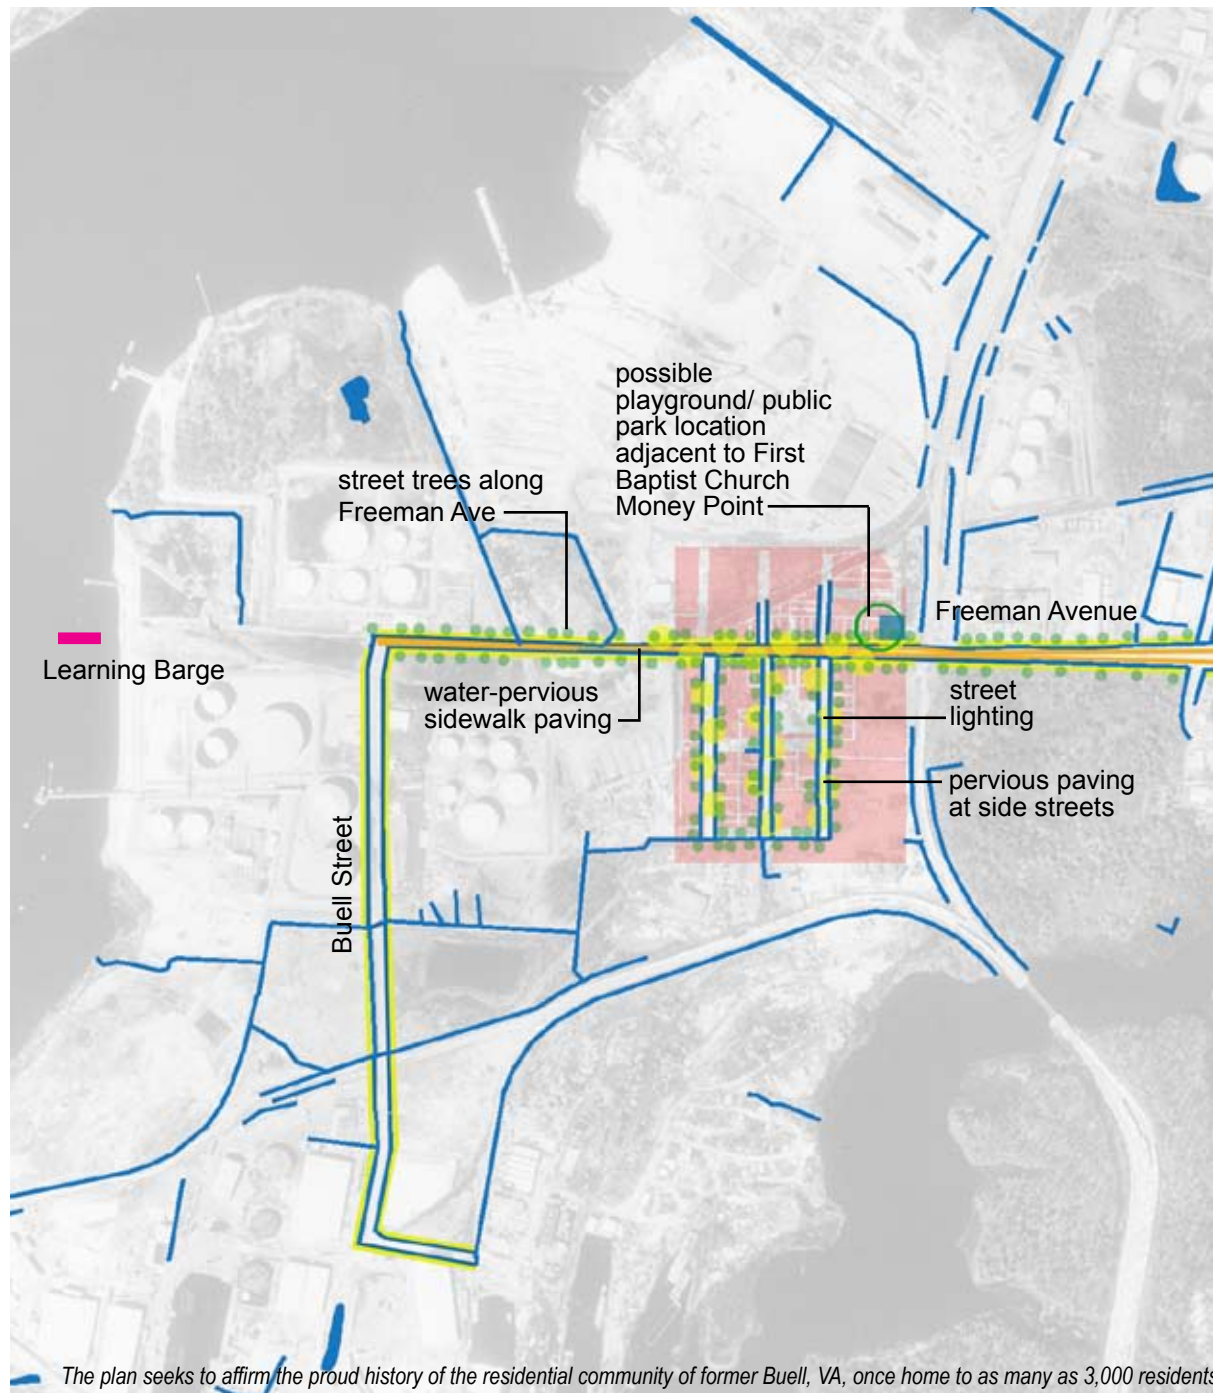 possible
playground/ public
park location
adjacent to First
Baptist Church
Money Point
street trees along
Freeman Ave
Freeman Avenue
Learning Barge
water-pervious
sidewalk paving
street
lighting
pervious paving
at side streets
Buell Street
The plan seeks to affirm the proud history of the residential community of former Buell, VA, once home to as many as 3,000 residents